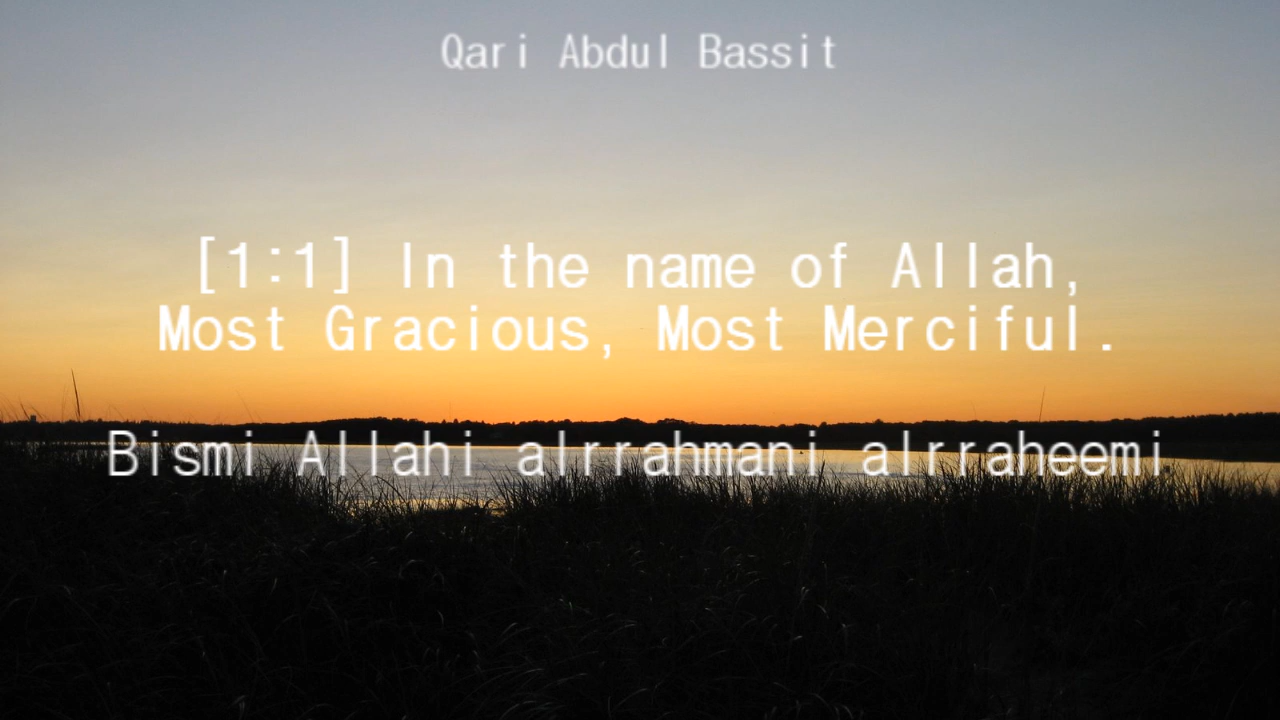 Qari Abdul Bassit
[1:1] In the name of Allah,
Most Gracious, Most Merciful.
Bismi Allahi alrrahmani alrraheemi